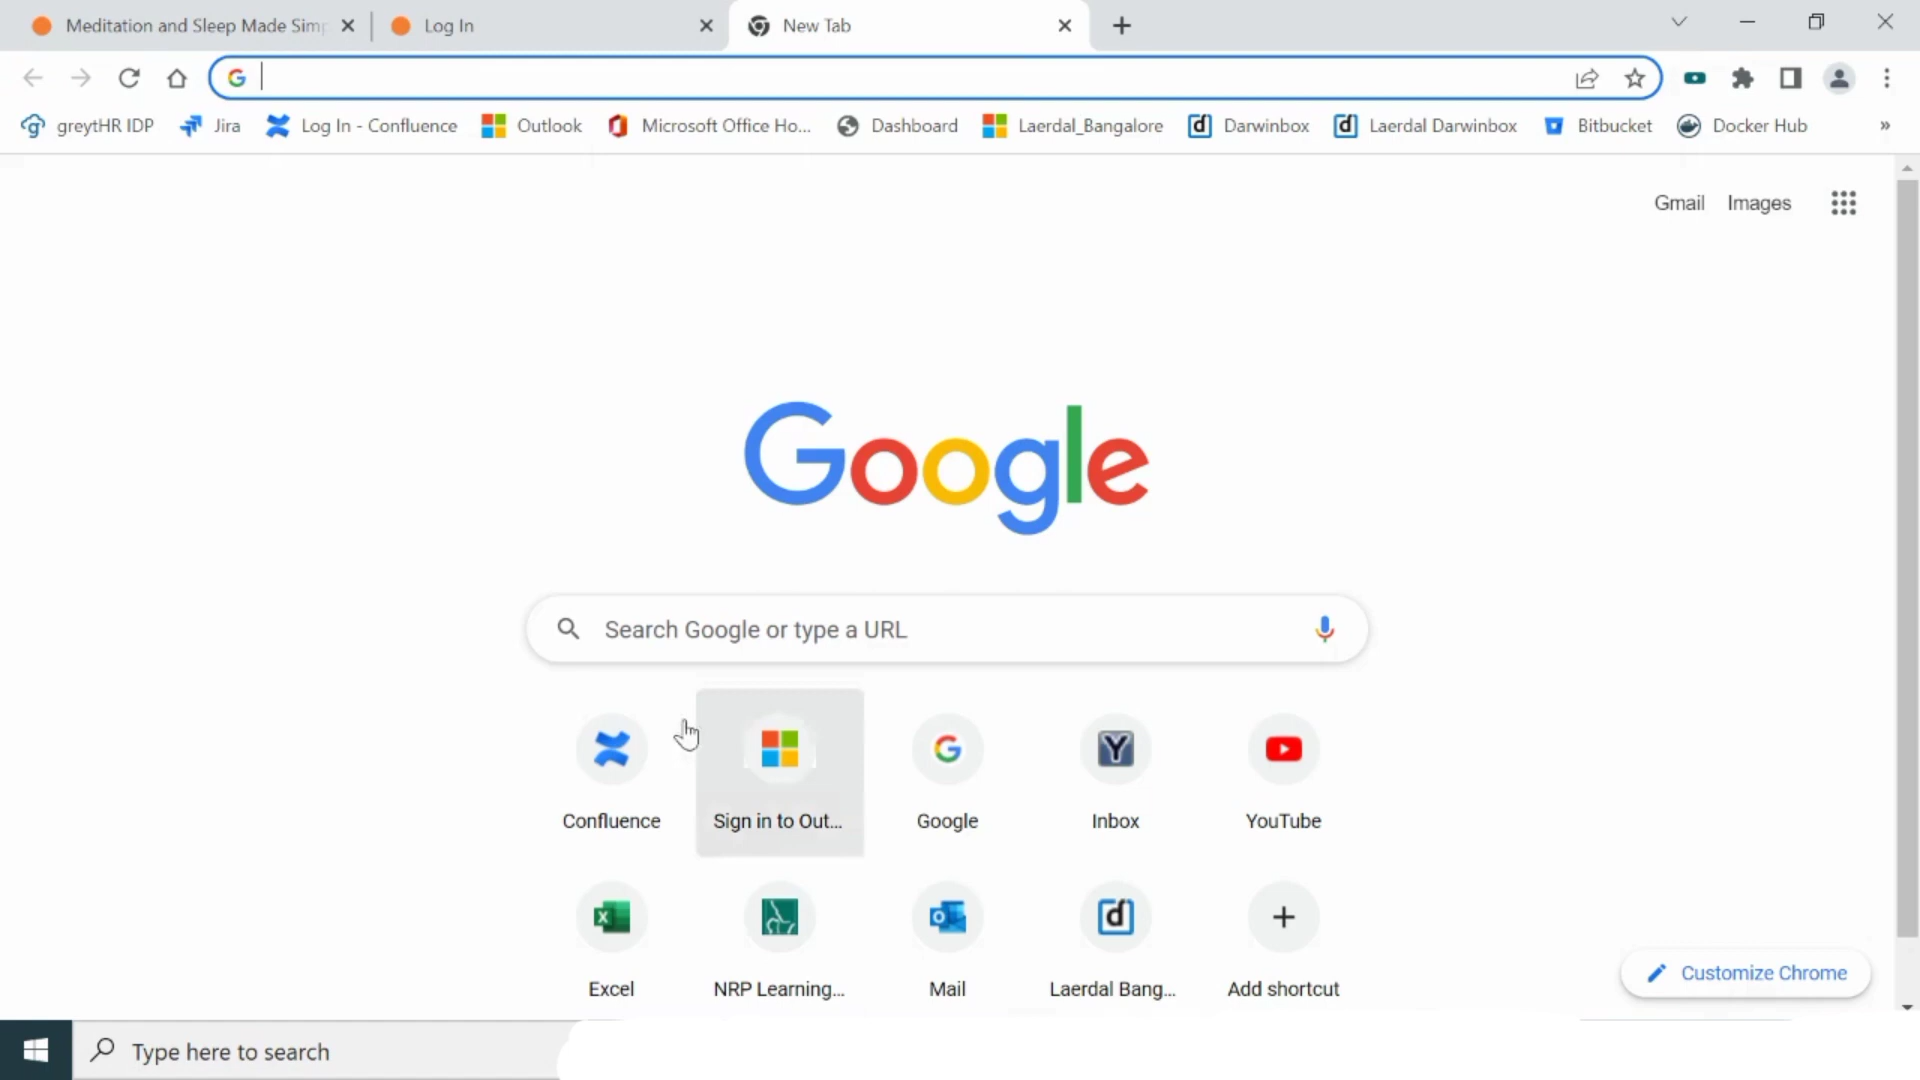 Meditation and Sleep Made Simp
Log In
New Tab
greytHR IDP
Jira
Log In - Confluence
Outlook
Microsoft Office Ho...
Dashboard
Laerdal_Bangalore
Darwinbox
Laerdal Darwinbox
Bitbucket
Docker Hub
»
Gmail
Images
Google
Search Google or type a URL
Confluence
Sign in to Out...
Google
Inbox
YouTube
Excel
NRP Learning...
Mail
Laerdal Bang...
Add shortcut
Customize Chrome
Type here to search